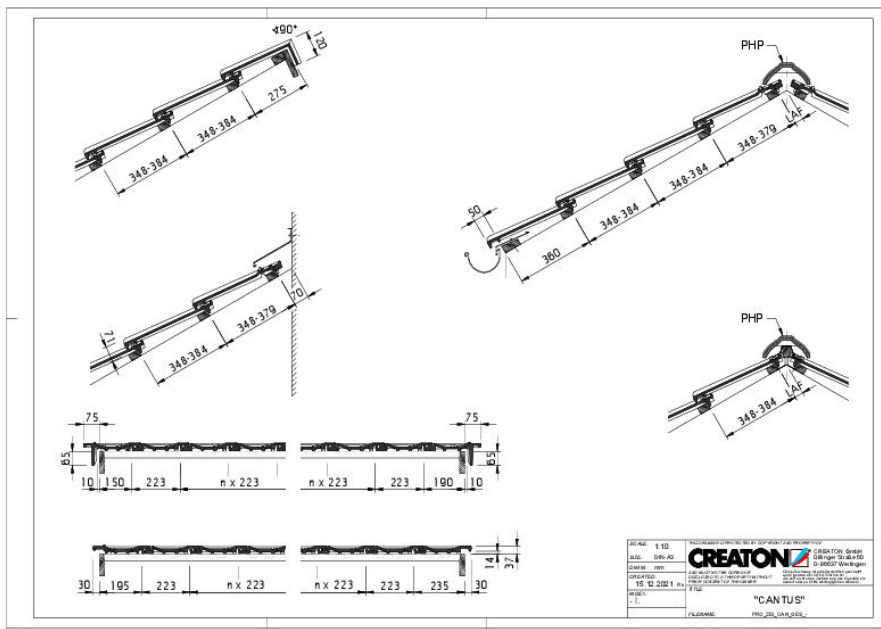 ∢90°
120
275
348-384
348-384
PHP
LAF
348-379
348-384
348-384
360
50
70
348-379
348-384
71
PHP
LAF
348-384
75
75
65
65
10
150
223
n x 223
n x 223
223
190
10
14
37
30
195
223
n x 223
n x 223
223
235
30
SCALE: 1:10
SIZE: DIN-A3
DIM.IN: mm
CREATED: 15.12.2021
INDEX: - |.
CREATON
CREATON GmbH
Dillinger Straße 60
D-86637 Wertingen
TITLE:
"CANTUS"
FILENAME: